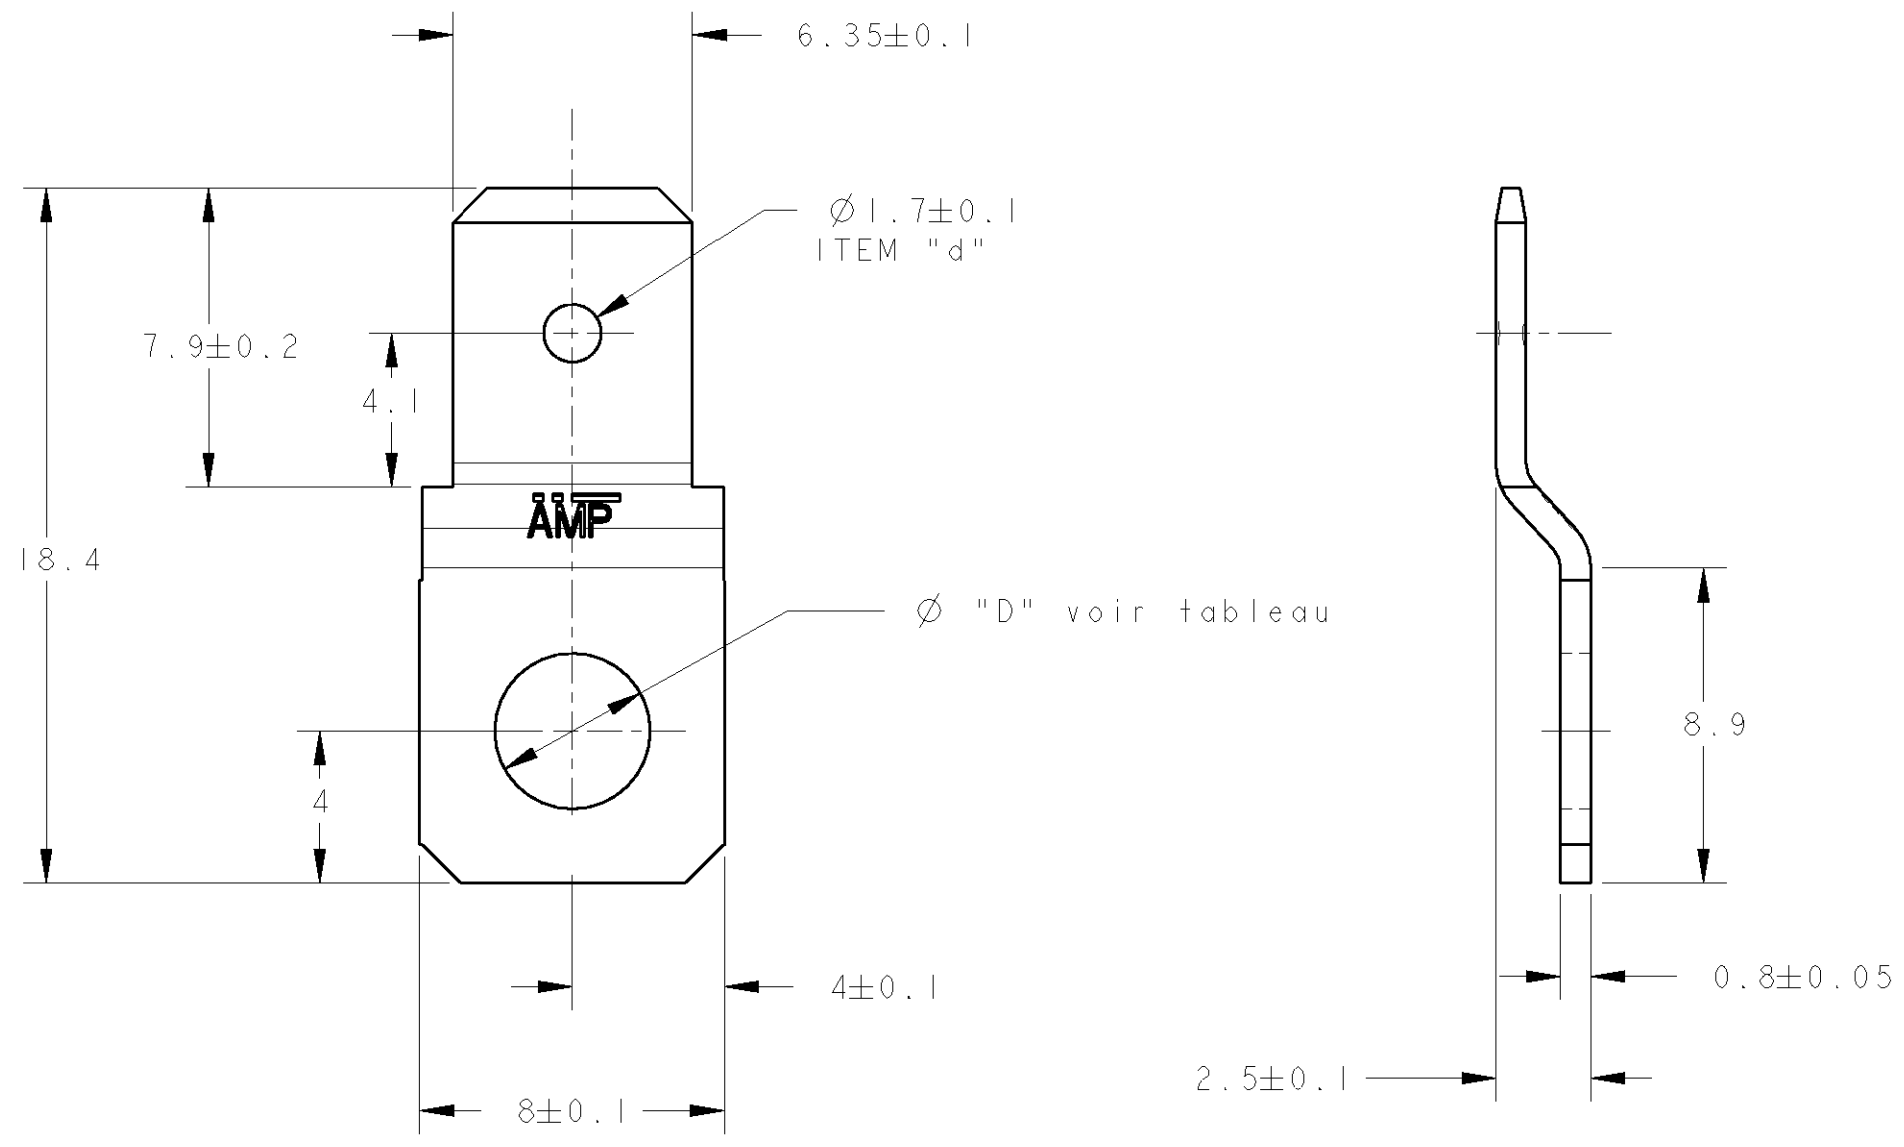 6.35±0.1
Ø1.7±0.1
ITEM "d"
7.9±0.2
4.1
AMP
18.4
Ø "D" voir tableau
8.9
4
0.8±0.05
4±0.1
2.5±0.1
8±0.1